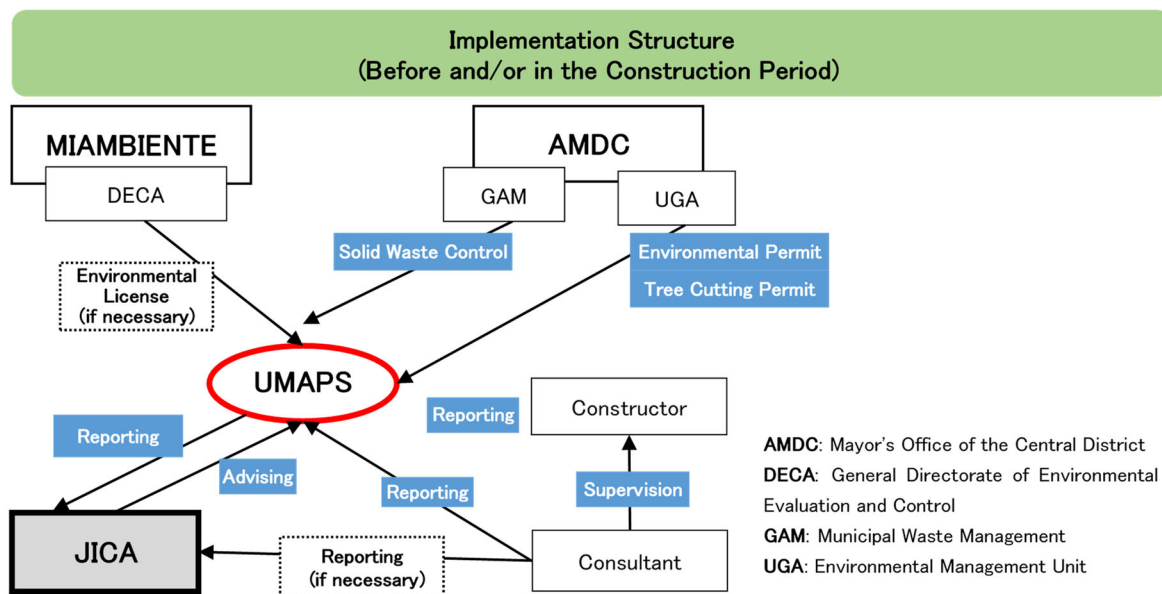 Implementation Structure
(Before and/or in the Construction Period)
MIAMBIENTE
DECA
AMDC
GAM
UGA
Solid Waste Control
Environmental Permit
Tree Cutting Permit
Environmental
License
(if necessary)
UMAPS
Reporting
Constructor
Reporting
Advising
Reporting
Supervision
JICA
Reporting
(if necessary)
Consultant
AMDC: Mayor's Office of the Central District
DECA: General Directorate of Environmental
Evaluation and Control
GAM: Municipal Waste Management
UGA: Environmental Management Unit